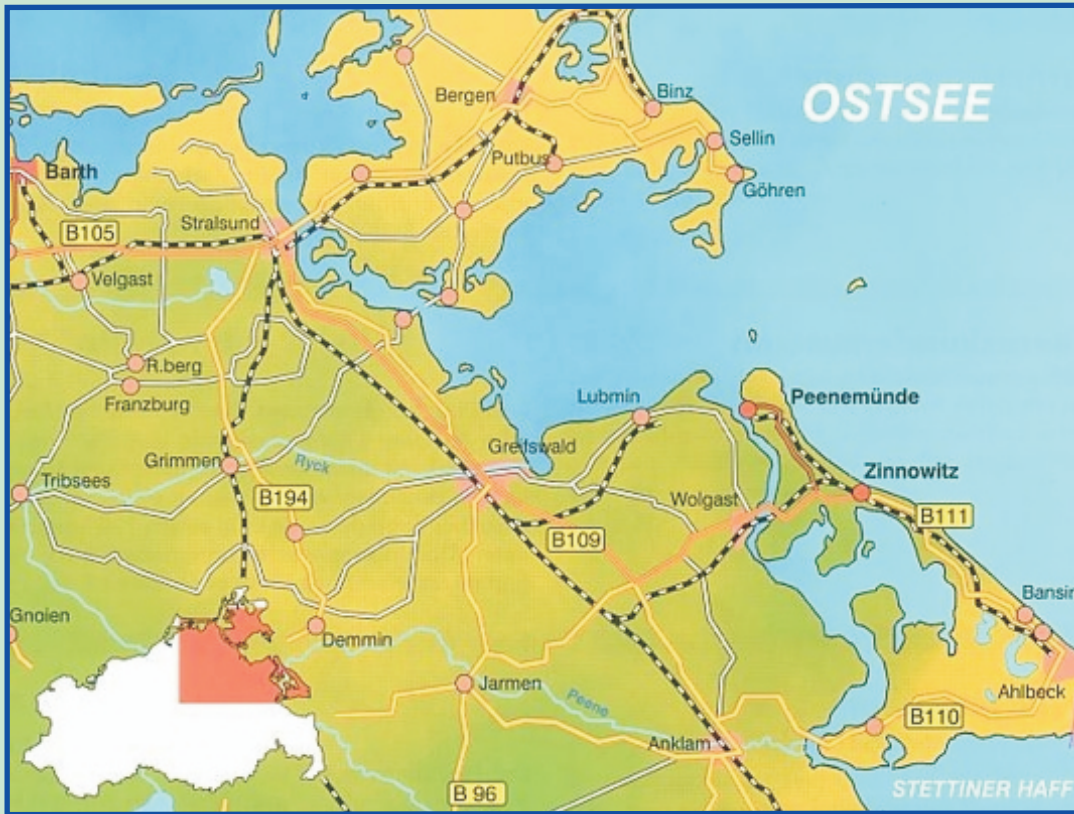 OSTSEE
Bergen
Binz
Sellin
Putbus
Göhren
Barth
Stralsund
B105
Velgast
R.berg
Franzburg
Lubmin
Peenemünde
Greifswald
Grimmen
Ryck
Zinnowitz
Tribsees
B194
Wolgast
B111
B109
Bansin
Gnoien
Demmin
Jarmen
Peene
Ahlbeck
B110
Anklam
B 96
STETTINER HAFF